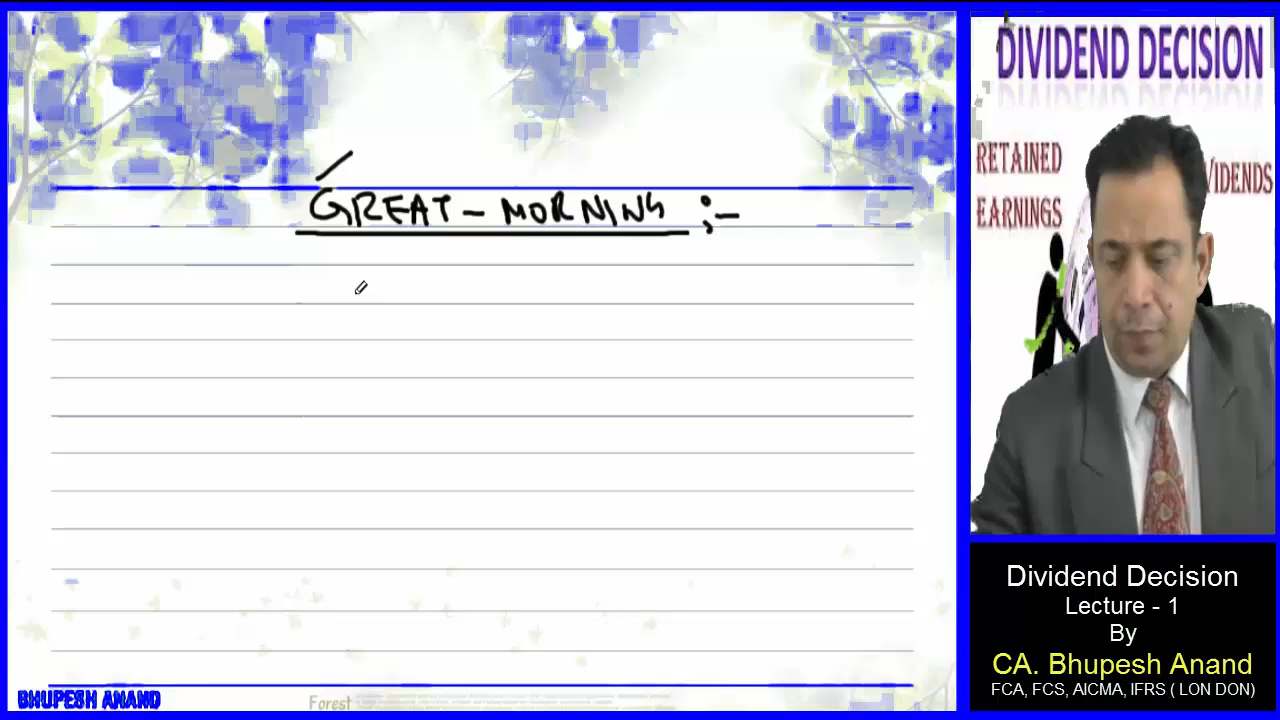 GREAT - MORNING :-
BHUPESH ANAND
Forest
DIVIDEND DECISION
RETAINED
EARNINGS
VIDENDS
Dividend Decision
Lecture - 1
By
CA. Bhupesh Anand
FCA, FCS, AICMA, IFRS ( LON DON)